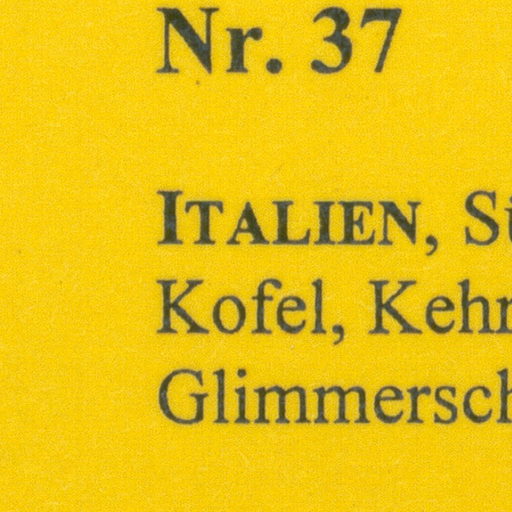 Nr. 37
ITALIEN, Sü
Kofel, Kehr
Glimmersch